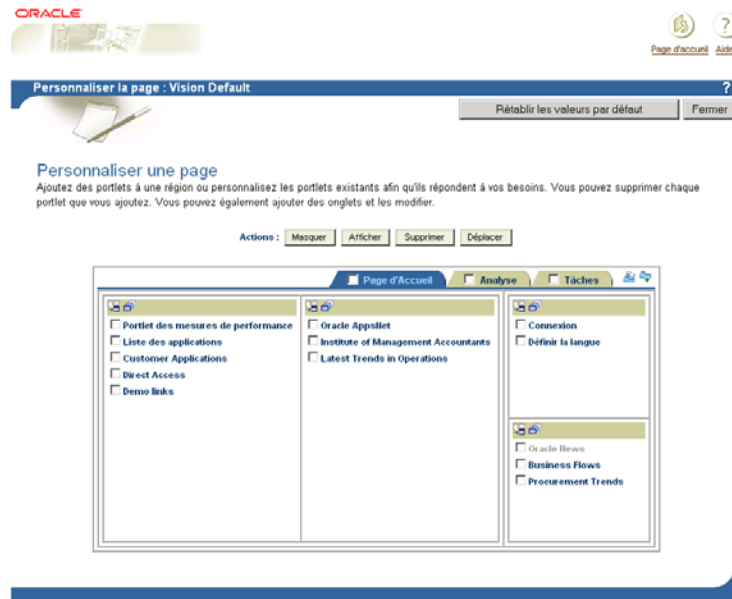 ORACLE
Page d'accueil Aide
Personnaliser la page : Vision Default ?
Rétablir les valeurs par défaut Fermer
Personnaliser une page
Ajoutez des portlets à une région ou personnalisez les portlets existants afin qu'ils répondent à vos besoins. Vous pouvez supprimer chaque
portlet que vous ajoutez. Vous pouvez également ajouter des onglets et les modifier.
Actions : Masquer Afficher Supprimer Déplacer
Page d'Accueil Analyse Tâches
Portlet des mesures de performance
Liste des applications
Customer Applications
Direct Access
Demo links
Oracle Appsnet
Institute of Management Accountants
Latest Trends in Operations
Connexion
Définir la langue
Oracle News
Business Flows
Procurement Trends